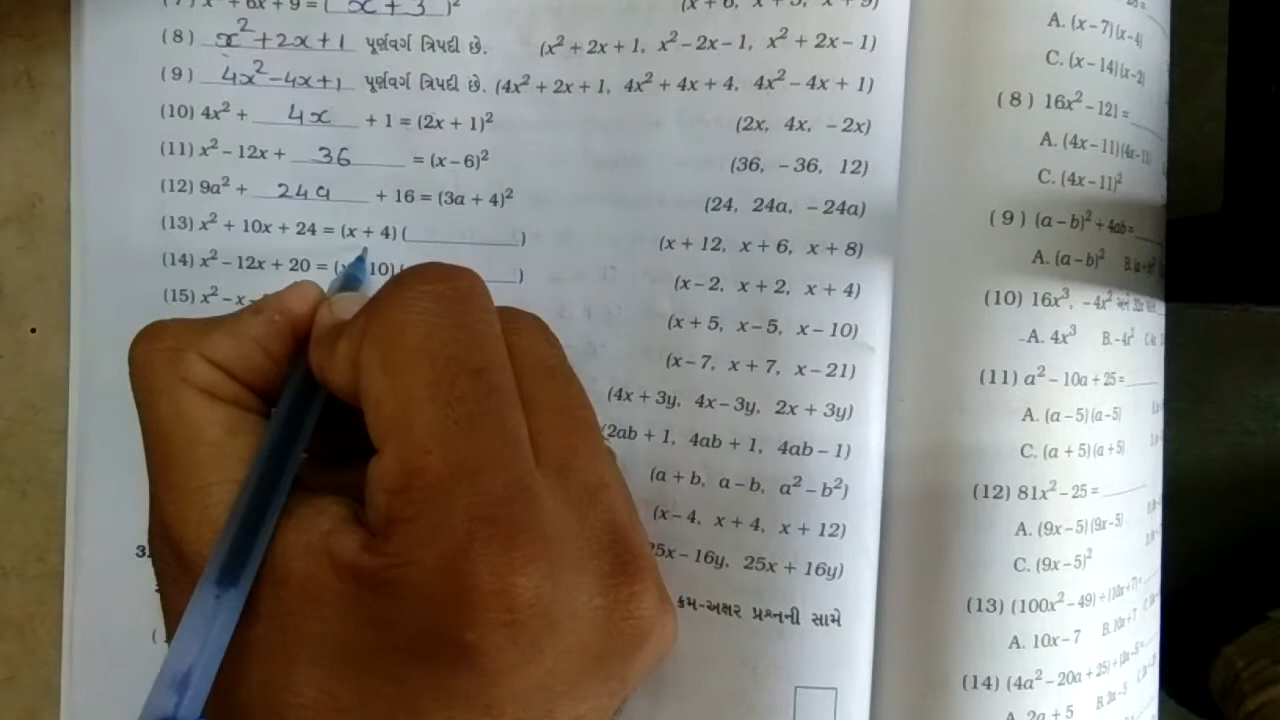 x + 3
(8) x² + 2x + 1 પૂર્ણવર્ગ ત્રિપદી છે. (x² + 2x + 1, x² − 2x − 1, x² + 2x − 1)
(9) 4x² − 4x + 1 પૂર્ણવર્ગ ત્રિપદી છે. (4x² + 2x + 1, 4x² + 4x + 4, 4x² − 4x + 1)
(10) 4x² + 4x + 1 = (2x + 1)² (2x, 4x, − 2x)
(11) x² − 12x + 36 = (x − 6)² (36, − 36, 12)
(12) 9a² + 24a + 16 = (3a + 4)² (24, 24a, − 24a)
(13) x² + 10x + 24 = (x + 4) (__________) (x + 12, x + 6, x + 8)
(14) x² − 12x + 20 = (x 10) (x − 2, x + 2, x + 4)
(15) x² − x (x + 5, x − 5, x − 10)
(x − 7, x + 7, x − 21)
(4x + 3y, 4x − 3y, 2x + 3y)
(2ab + 1, 4ab + 1, 4ab − 1)
(a + b, a − b, a² − b²)
(x − 4, x + 4, x + 12)
25x − 16y, 25x + 16y)
3.
ક્રમ-અક્ષર પ્રશ્નની સામે
A. (x − 7) (x − 4)
C. (x − 14) (x − 2)
(8) 16x² − 121 = ____
A. (4x − 11) (4x − 11)
C. (4x − 11)²
(9) (a − b)² + 4ab = ____
A. (a − b)²
(10) 16x³, − 4x²
A. 4x³
(11) a² − 10a + 25 = ____
A. (a − 5) (a − 5)
C. (a + 5) (a + 5)
(12) 81x² − 25 = ____
A. (9x − 5) (9x − 5)
C. (9x − 5)²
(13) (100x² − 49) ÷ (10x + 7) =
A. 10x − 7 B. 10x + 7
(14) (4a² − 20a + 25) ÷
A. 2a + 5 B. 2a − 5